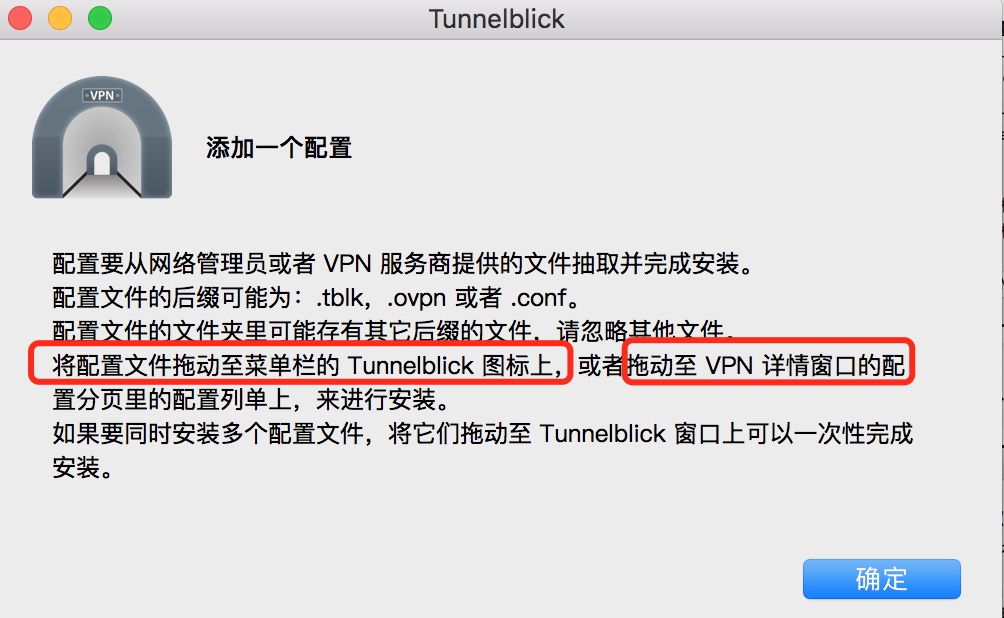 Tunnelblick
VPN
添加一个配置
配置要从网络管理员或者 VPN 服务商提供的文件抽取并完成安装。
配置文件的后缀可能为：.tblk，.ovpn 或者 .conf。
配置文件的文件夹里可能存有其它后缀的文件，请忽略其他文件。
将配置文件拖动至菜单栏的 Tunnelblick 图标上，或者拖动至 VPN 详情窗口的配
置分页里的配置列单上，来进行安装。
如果要同时安装多个配置文件，将它们拖动至 Tunnelblick 窗口上可以一次性完成
安装。
确定